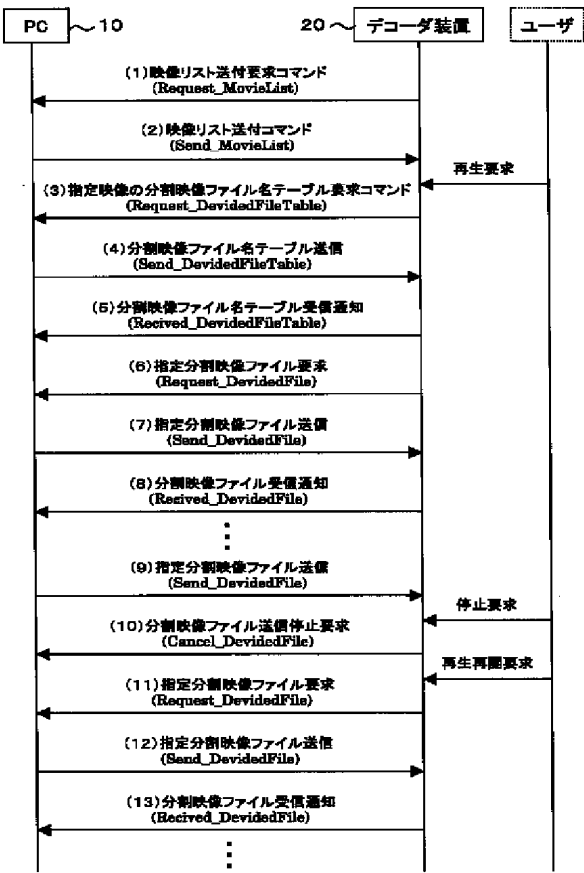 PC 10 20 デコーダ装置 ユーザ
(1)映像リスト送付要求コマンド
(Request_MovieList)
(2)映像リスト送付コマンド
(Send_MovieList)
再生要求
(3)指定映像の分割映像ファイル名テーブル要求コマンド
(Request_DevidedFileTable)
(4)分割映像ファイル名テーブル送信
(Send_DevidedFileTable)
(5)分割映像ファイル名テーブル受信通知
(Recived_DevidedFileTable)
(6)指定分割映像ファイル要求
(Request_DevidedFile)
(7)指定分割映像ファイル送信
(Send_DevidedFile)
(8)分割映像ファイル受信通知
(Recived_DevidedFile)
(9)指定分割映像ファイル送信
(Send_DevidedFile)
停止要求
(10)分割映像ファイル送信停止要求
(Cancel_DevidedFile)
再生再開要求
(11)指定分割映像ファイル要求
(Request_DevidedFile)
(12)指定分割映像ファイル送信
(Send_DevidedFile)
(13)分割映像ファイル受信通知
(Recived_DevidedFile)